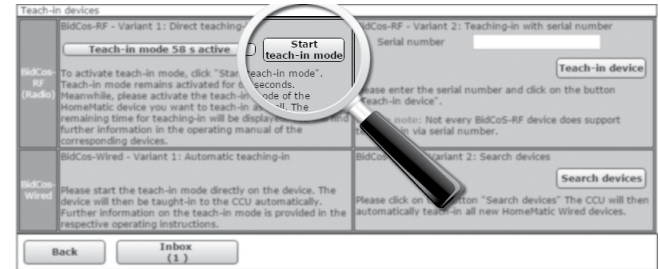 Teach-in devices
BidCos-RF - Variant 1: Direct teaching-
Teach-in mode 58 s active
Start
teach-in mode
BidCos-
RF
(Radio)
To activate teach-in mode, click "Start teach-in mode".
Teach-in mode remains activated for 60 seconds.
Meanwhile, please activate the teach-in mode of the
HomeMatic device you want to teach-in as well. The
remaining time for teaching-in will be displayed. find
further information in the operating manual of the
corresponding devices.
BidCos-RF - Variant 2: Teaching-in with serial number
Serial number
Teach-in device
Please enter the serial number and click on the button
"Teach-in device".
note: Not every BidCoS-RF device does support
in via serial number.
BidCos-
Wired
BidCos-Wired - Variant 1: Automatic teaching-in
Please start the teach-in mode directly on the device. The
device will then be taught-in to the CCU automatically.
Further information on the teach-in mode is provided in the
respective operating instructions.
Variant 2: Search devices
Search devices
Please click on button "Search devices" The CCU will then
automatically teach-in all new HomeMatic Wired devices.
Back
Inbox
(1 )